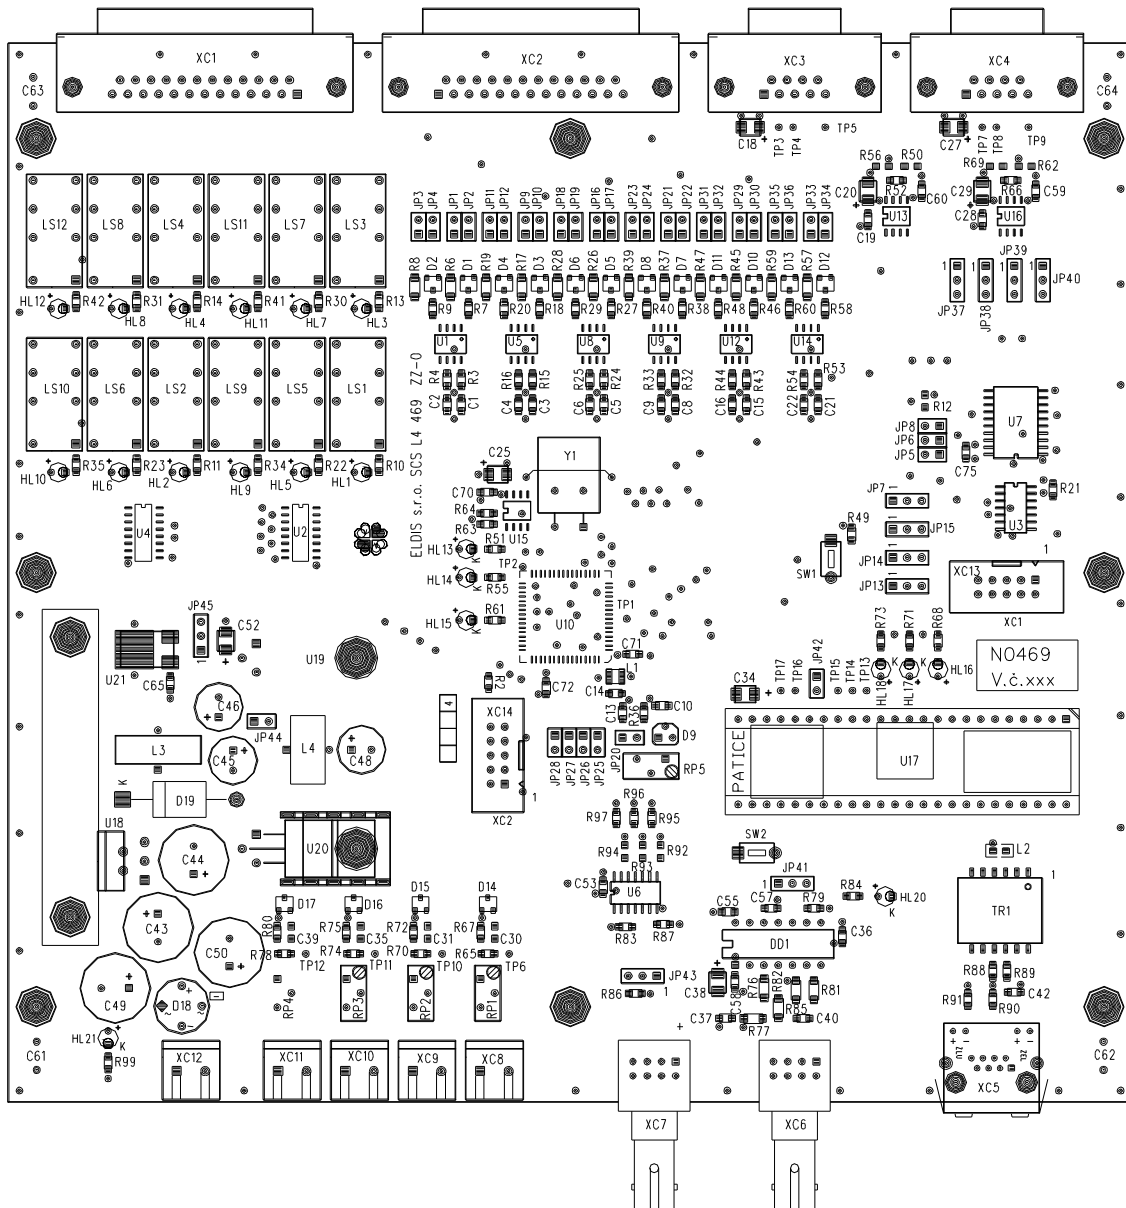 XC1 XC2 XC3 XC4
C63 C64
C18 TP3 TP4 TP5 C27 TP7 TP8 TP9
R56 R50 R69 R62
C20 R52 C60 C29 R66 C59
U13 U16
C19 C28
LS12 LS8 LS4 LS11 LS7 LS3
JP3 JP4 JP1 JP2 JP11 JP12 JP9 JP10 JP18 JP19 JP16 JP17 JP23 JP24 JP21 JP22 JP31 JP32 JP29 JP30 JP35 JP36 JP33 JP34
R8 D2 R6 D1 R19 D4 R17 D3 R28 D6 R26 D5 R39 D8 R37 D7 R32 D11 R45 D10 R59 D13 R57 D12
JP39
1 1 JP40
JP37 JP38
HL12 R42 R31 R14 R41 R30 R13
HL8 HL4 HL11 HL7 HL3
R9 R7 R20 R18 R29 R27 R40 R38 R48 R46 R60 R58
U1 U5 U8 U9 U12 U14
R4 R3 R16 R15 R25 R24 R33 R32 R44 R43 R54 R53
C2 C1 C4 C3 C6 C5 C9 C8 C16 C15 C22 C21
LS10 LS6 LS2 LS9 LS5 LS1
R12
JP8
JP6
JP5
U7
C75
HL10 R35 HL6 R23 HL2 R11 HL9 R34 HL5 R22 HL1 R10
ELDIS s.r.o. SCS L4 469 ZZ-0
C25 Y1
C70
R64
R63
U15
JP7 1 R21
U3
U4 U2
R49
HL13 K R51 TP2
JP15 1
SW1
JP14 1
HL14 K R55
JP13 1
XC13 1
XC1
HL15 K R61
U10 TP1
JP45 C52
1
U21
C65
U19
C71
L1
R73 R71 R68
K K
HL18 HL17 HL16
N0469
V.č.xxx
R2 C72 C14
C34 TP17 TP16 JP42 TP15 TP14 TP13
C46
JP44
4
XC14
C13 R36 C10
D9
L3 C45 L4 C48
JP28 JP27 JP26 JP25
JP20
RP5
PATICE
U17
K
D19
1
XC2
U18
R96
R97 R95
U20
C44
R94 R92
R93
SW2
L2
C53 U6
JP41
1
D17 D16 D15 D14
C55 C57 R79 R84 HL20
K
TR1 1
C43
R80 C39 R75 C35 R72 C31 R67 C30
R83 R87
DD1
C36
C50
R78 TP12 R74 TP11 R70 TP10 R65 TP6
JP43
1
R86
C38 C58 R76 R82 R81
R85
R88 R89
R91 R90 C42
C49 D18
RP4 RP3 RP2 RP1
C37 R77 C40
HL21 K
C61 R99
XC12 XC11 XC10 XC9 XC8
C62
XC5
XC7 XC6